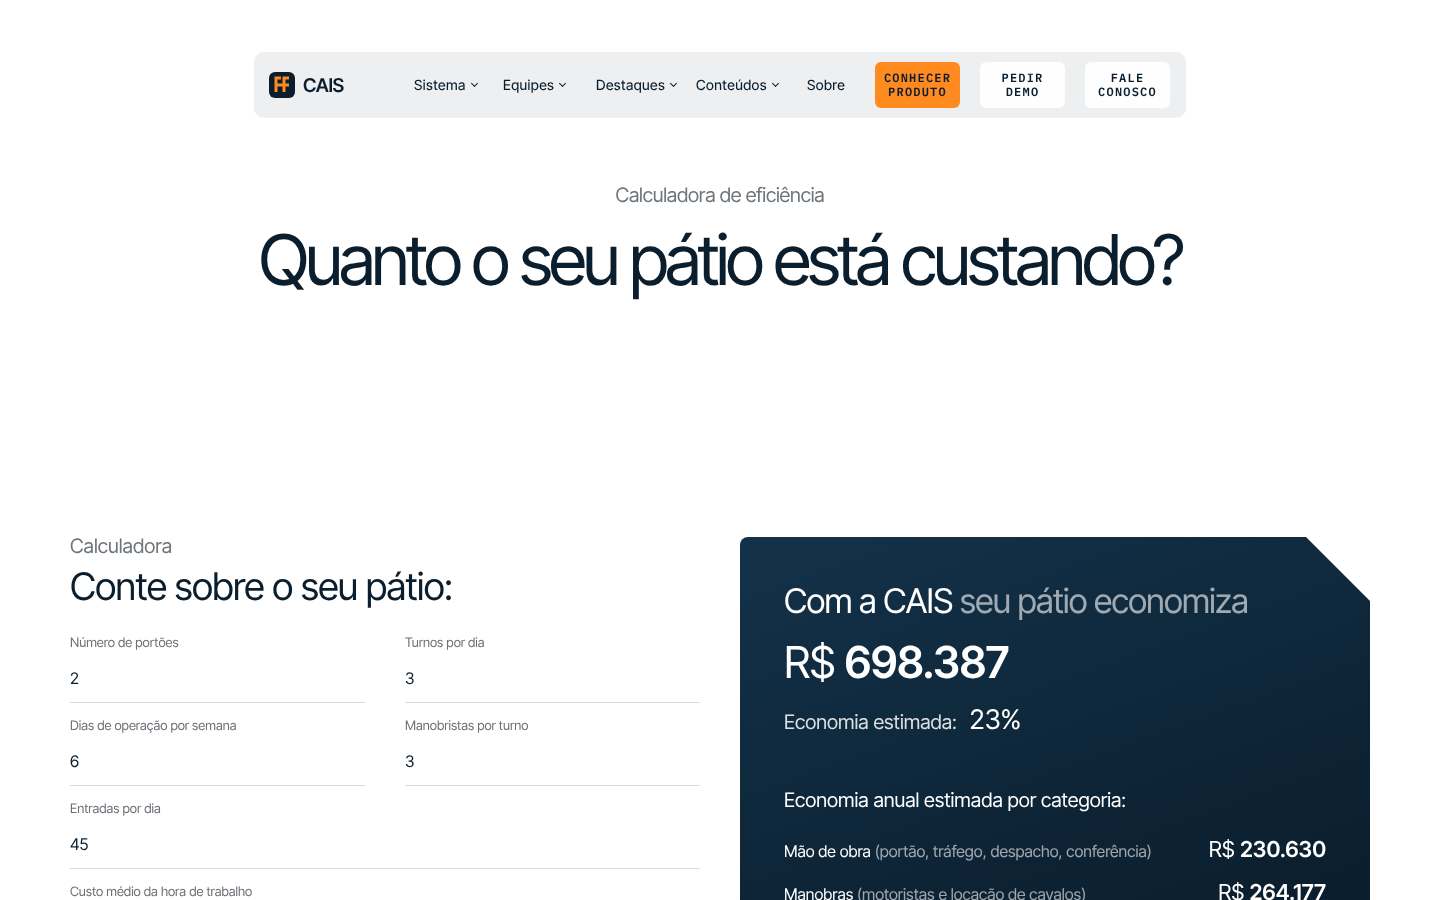 CAIS
Sistema
Equipes
Destaques
Conteúdos
Sobre
CONHECER
PRODUTO
PEDIR
DEMO
FALE
CONOSCO
Calculadora de eficiência
Quanto o seu pátio está custando?
Calculadora
Conte sobre o seu pátio:
Número de portões
2
Turnos por dia
3
Dias de operação por semana
6
Manobristas por turno
3
Entradas por dia
45
Custo médio da hora de trabalho
Com a CAIS seu pátio economiza
R$ 698.387
Economia estimada: 23%
Economia anual estimada por categoria:
Mão de obra (portão, tráfego, despacho, conferência) R$ 230.630
Manobras (motoristas e locação de cavalos) R$ 264.177